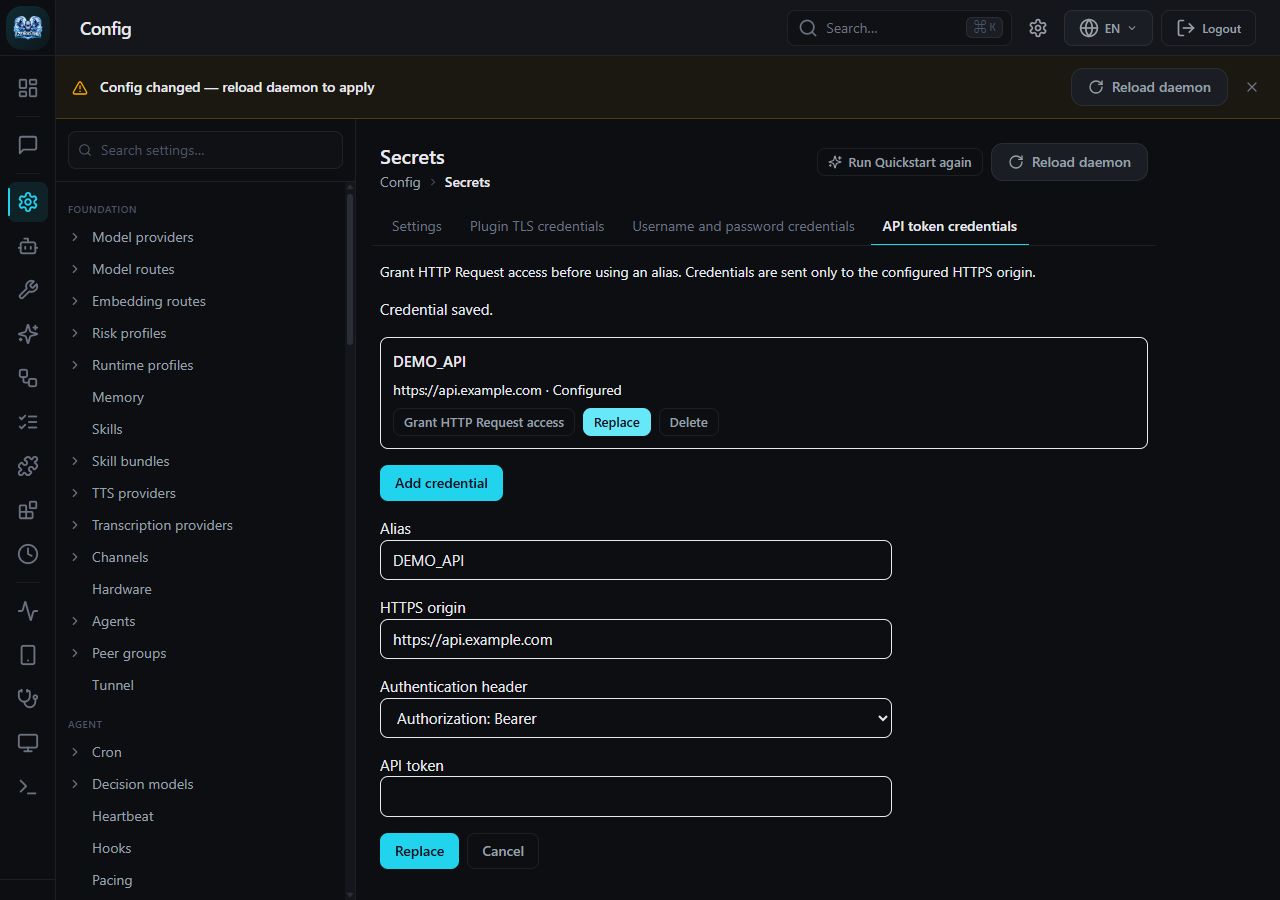 Config
Search...
⌘K
EN
Logout
Config changed — reload daemon to apply
Reload daemon
Search settings...
FOUNDATION
Model providers
Model routes
Embedding routes
Risk profiles
Runtime profiles
Memory
Skills
Skill bundles
TTS providers
Transcription providers
Channels
Hardware
Agents
Peer groups
Tunnel
AGENT
Cron
Decision models
Heartbeat
Hooks
Pacing
Secrets
Config › Secrets
Run Quickstart again
Reload daemon
Settings
Plugin TLS credentials
Username and password credentials
API token credentials
Grant HTTP Request access before using an alias. Credentials are sent only to the configured HTTPS origin.
Credential saved.
DEMO_API
https://api.example.com · Configured
Grant HTTP Request access
Replace
Delete
Add credential
Alias
DEMO_API
HTTPS origin
https://api.example.com
Authentication header
Authorization: Bearer
API token
Replace
Cancel